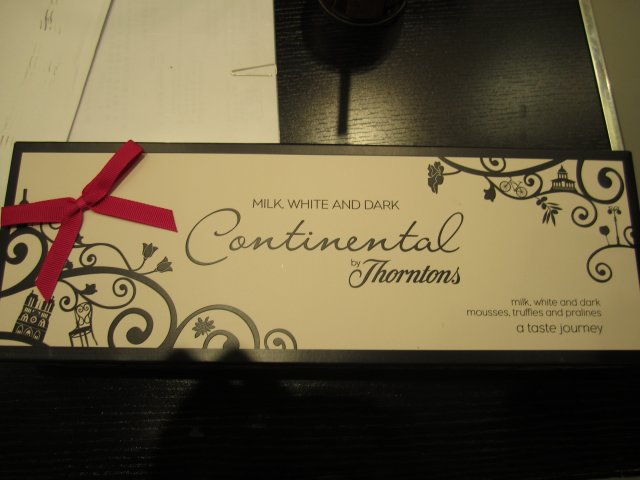 MILK, WHITE AND DARK
Continental
by Thorntons
milk, white and dark
mousses, truffles and pralines
a taste journey